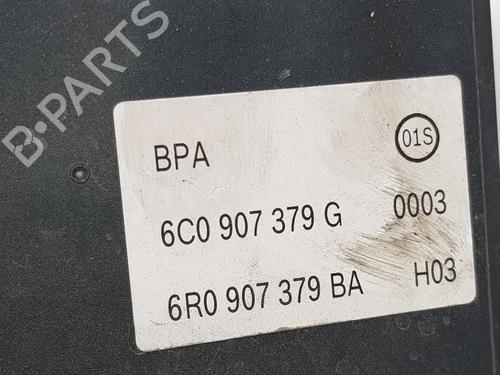 B-PARTS
BPA 01S
6C0 907 379 G 0003
6R0 907 379 BA H03